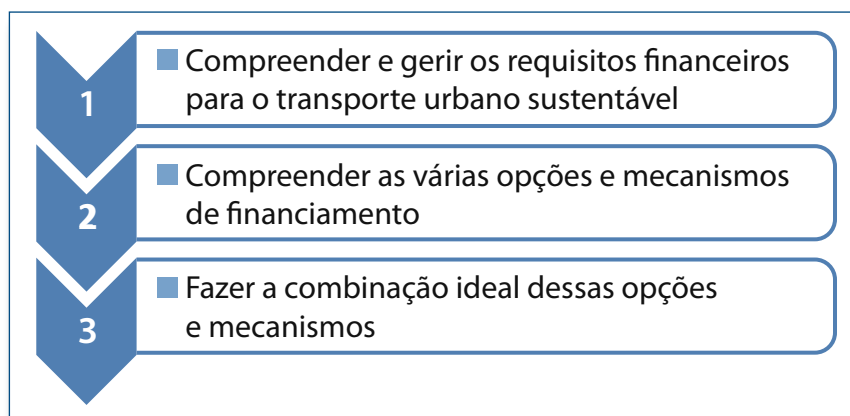 1
Compreender e gerir os requisitos financeiros
para o transporte urbano sustentável
2
Compreender as várias opções e mecanismos
de financiamento
3
Fazer a combinação ideal dessas opções
e mecanismos